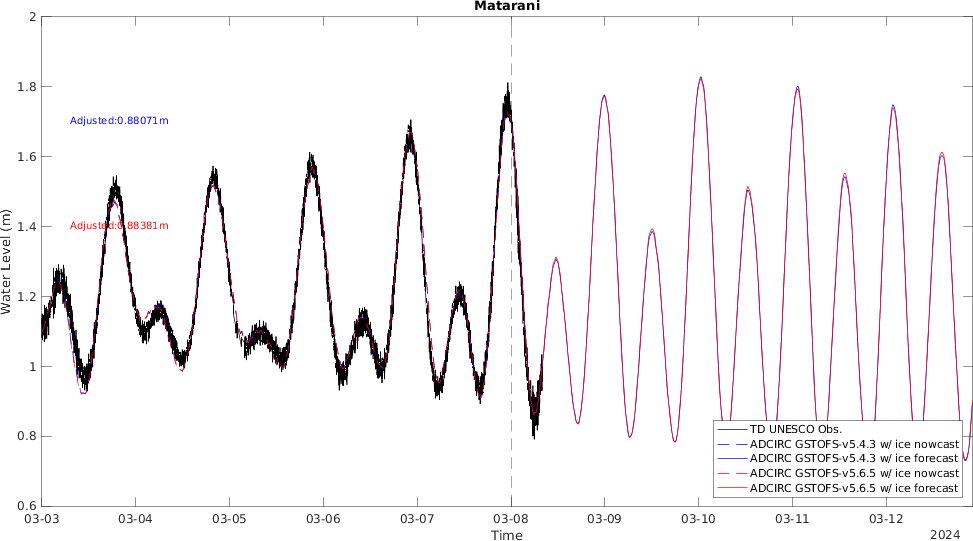 Matarani
2
1.8
1.6
1.4
1.2
1
0.8
0.6
Water Level (m)
Adjusted:0.88071m
Adjusted:0.88381m
TD UNESCO Obs.
ADCIRC GSTOFS-v5.4.3 w/ ice nowcast
ADCIRC GSTOFS-v5.4.3 w/ ice forecast
ADCIRC GSTOFS-v5.6.5 w/ ice nowcast
ADCIRC GSTOFS-v5.6.5 w/ ice forecast
03-03 03-04 03-05 03-06 03-07 03-08 03-09 03-10 03-11 03-12
Time
2024